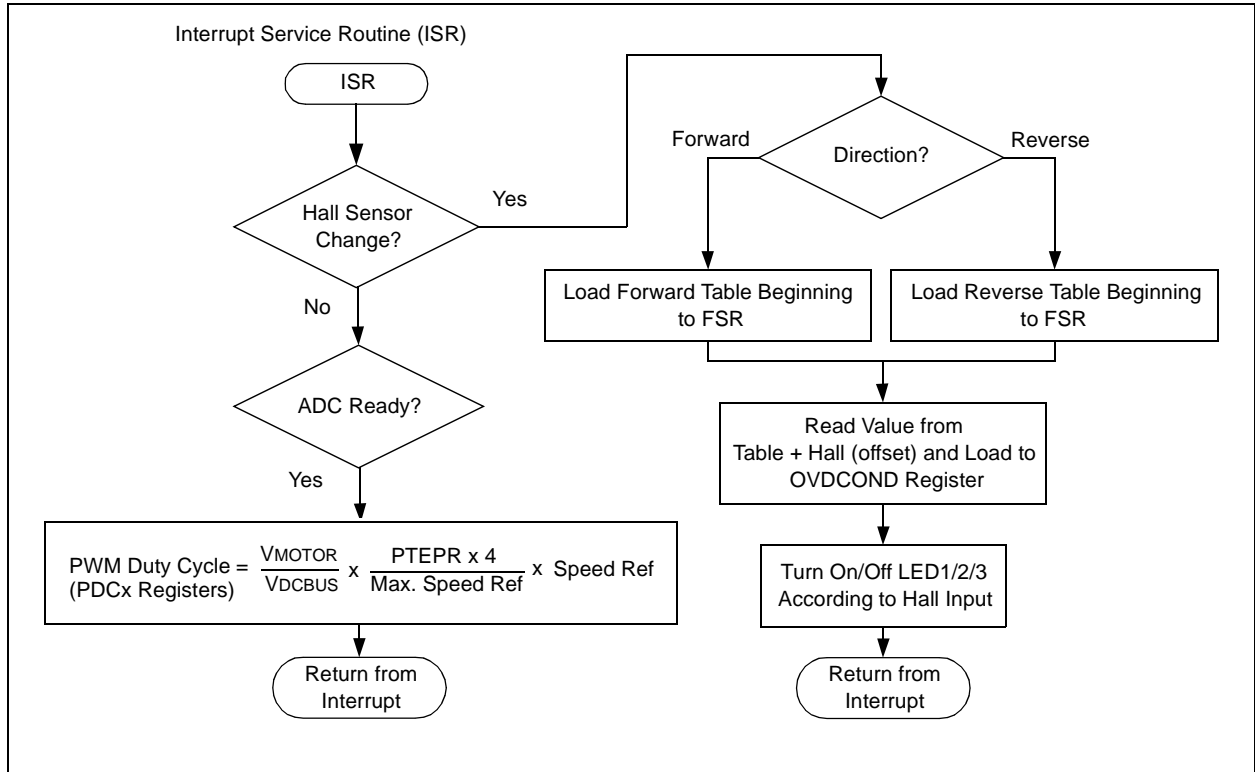 Interrupt Service Routine (ISR)
ISR
Hall Sensor
Change?
Yes
No
ADC Ready?
Yes
PWM Duty Cycle = VMOTOR / VDCBUS x PTEPR x 4 / Max. Speed Ref x Speed Ref
(PDCx Registers)
Return from
Interrupt
Direction?
Forward
Reverse
Load Forward Table Beginning
to FSR
Load Reverse Table Beginning
to FSR
Read Value from
Table + Hall (offset) and Load to
OVDCOND Register
Turn On/Off LED1/2/3
According to Hall Input
Return from
Interrupt